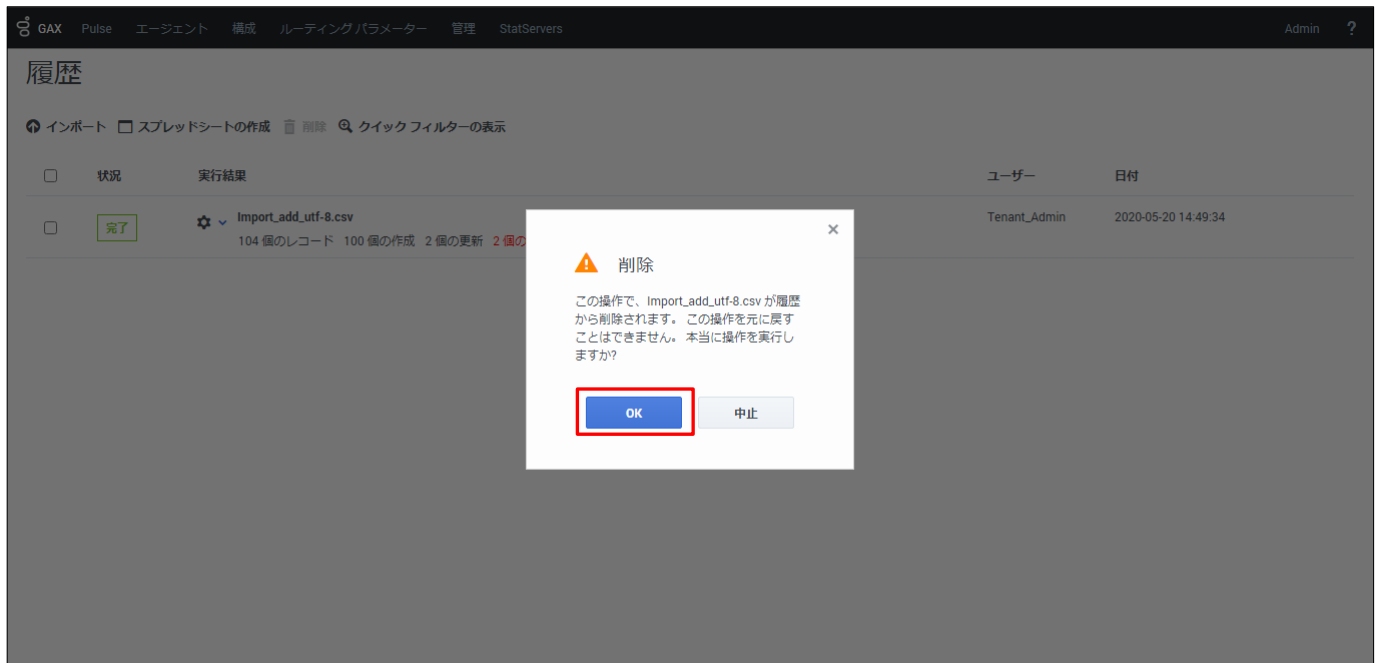 GAX Pulse エージェント 構成 ルーティング パラメーター 管理 StatServers Admin ?
履歴
インポート スプレッドシートの作成 削除 クイック フィルターの表示
状況 実行結果 ユーザー 日付
完了 Import_add_utf-8.csv Tenant_Admin 2020-05-20 14:49:34
104 個のレコード 100 個の作成 2 個の更新 2 個の
削除
この操作で、Import_add_utf-8.csv が履歴
から削除されます。 この操作を元に戻す
ことはできません。 本当に操作を実行し
ますか?
OK 中止